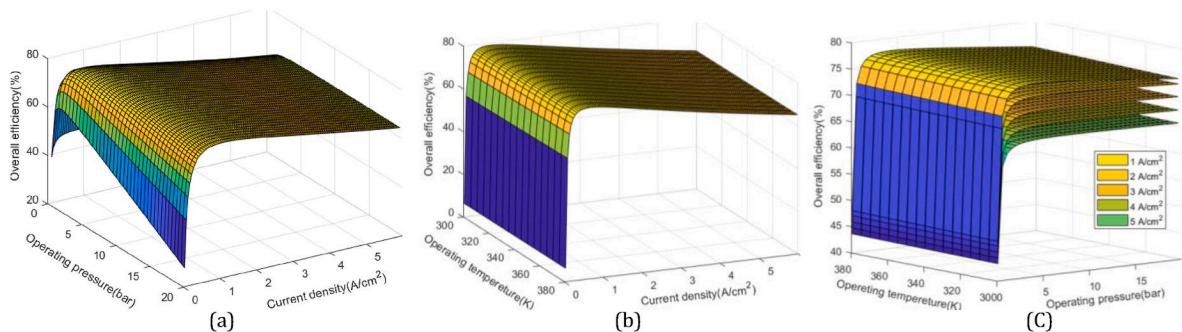 80
60
40
20
Overall efficiency(%)
0
5
10
15
20
Operating pressure(bar)
0
1
2
3
4
5
Current density(A/cm²)
(a)
80
60
40
20
0
Overall efficiency(%)
300
320
340
360
380
Operating tempereture(K)
0
1
2
3
4
5
Current density(A/cm²)
(b)
80
75
70
65
60
55
50
45
40
Overall efficiency(%)
380
360
340
320
3000
Operating tempereture(K)
5
10
15
Operating pressure(bar)
1 A/cm²
2 A/cm²
3 A/cm²
4 A/cm²
5 A/cm²
(C)